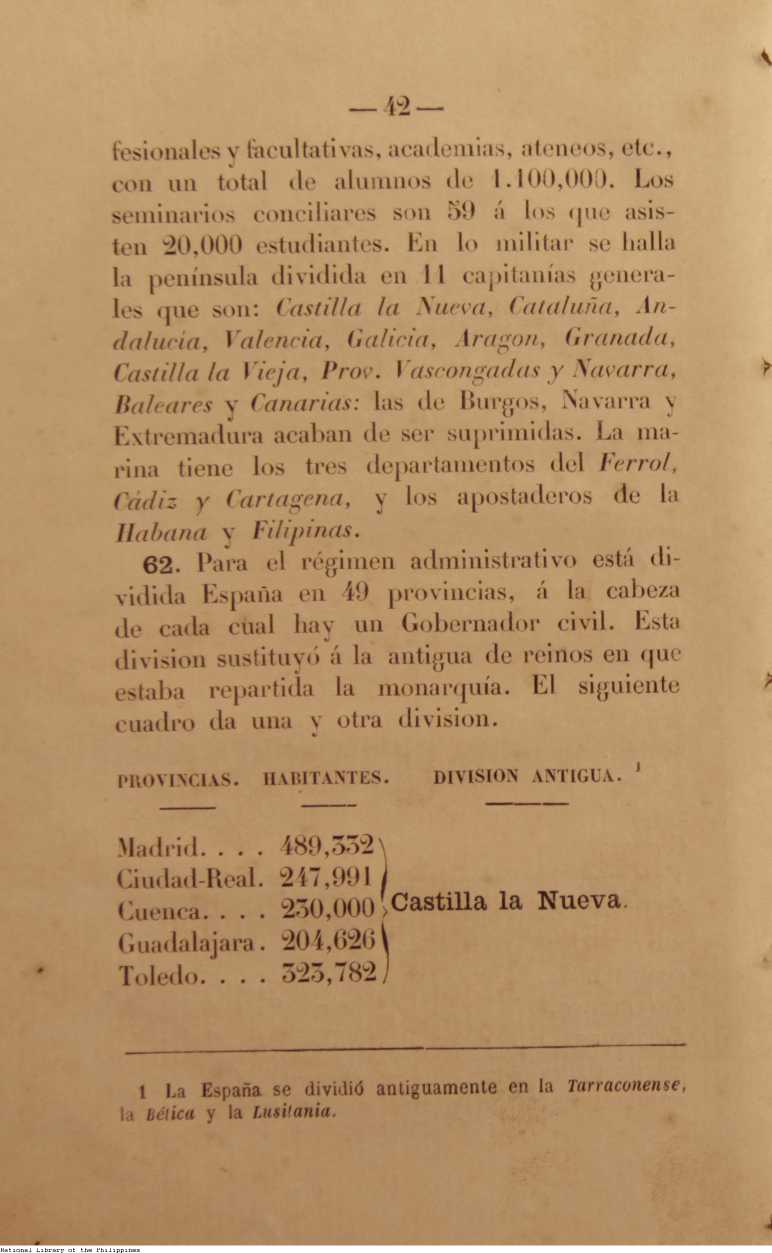 — 42 —
fesionales y facultativas, academias, ateneos, etc.,
con un total de alumnos de 1.100,000. Los
seminarios conciliares son 59 á los que asis-
ten 20,000 estudiantes. En lo militar se halla
la península dividida en 11 capitanías genera-
les que son: Castilla la Nueva, Cataluña, An-
dalucía, Valencia, Galicia, Aragon, Granada,
Castilla la Vieja, Prov. Vascongadas y Navarra,
Baleares y Canarias: las de Burgos, Navarra y
Extremadura acaban de ser suprimidas. La ma-
rina tiene los tres departamentos del Ferrol,
Cádiz y Cartagena, y los apostaderos de la
Habana y Filipinas.
62. Para el régimen administrativo está di-
vidida España en 49 provincias, á la cabeza
de cada cual hay un Gobernador civil. Esta
division sustituyó á la antigua de reinos en que
estaba repartida la monarquía. El siguiente
cuadro da una y otra division.
PROVINCIAS. HABITANTES. DIVISION ANTIGUA. 1
Madrid. . . . 489,332
Ciudad-Real. 247,991
Cuenca. . . . 230,000 Castilla la Nueva.
Guadalajara. 204,626
Toledo. . . . 323,782
1 La España se dividió antiguamente en la Tarraconense,
la Bética y la Lusitania.
National Library of the Philippines